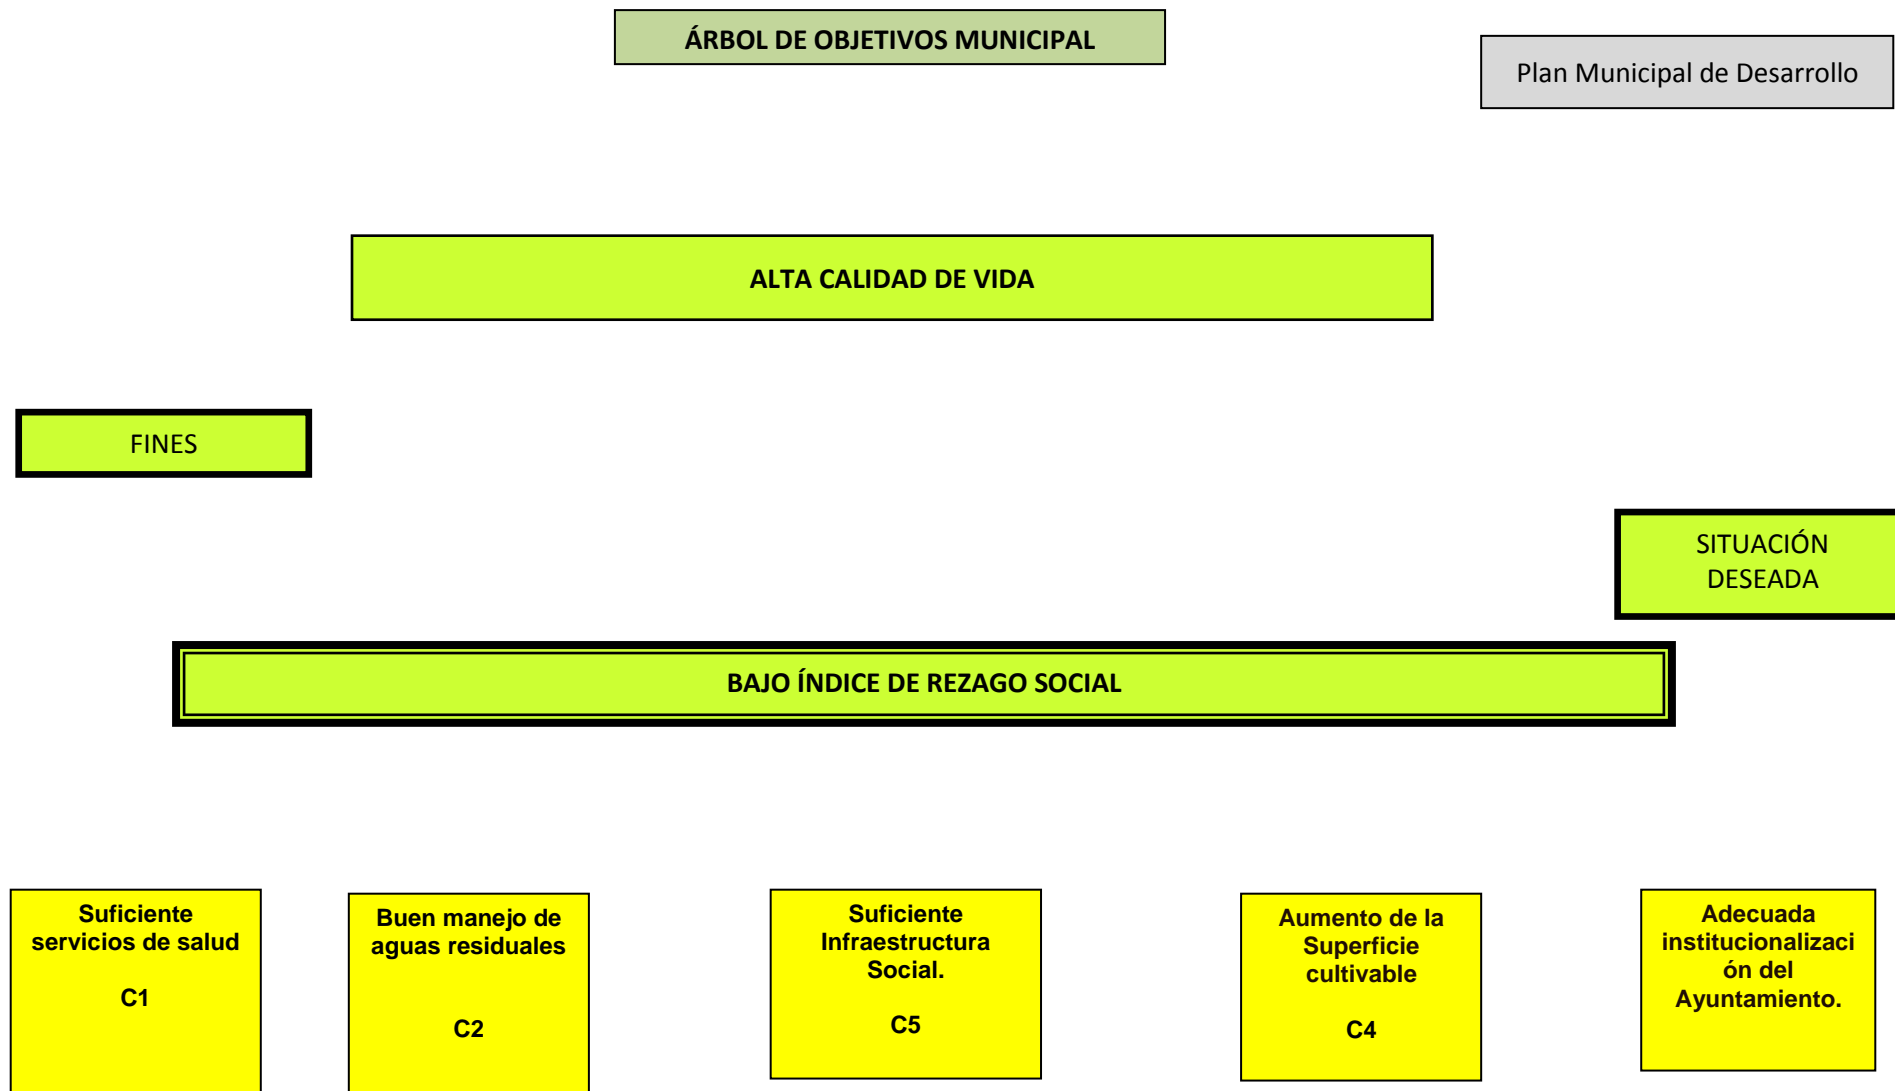 ÁRBOL DE OBJETIVOS MUNICIPAL
Plan Municipal de Desarrollo
ALTA CALIDAD DE VIDA
FINES
SITUACIÓN
DESEADA
BAJO ÍNDICE DE REZAGO SOCIAL
Suficiente
servicios de salud
C1
Buen manejo de
aguas residuales
C2
Suficiente
Infraestructura
Social.
C5
Aumento de la
Superficie
cultivable
C4
Adecuada
institucionalizaci
ón del
Ayuntamiento.